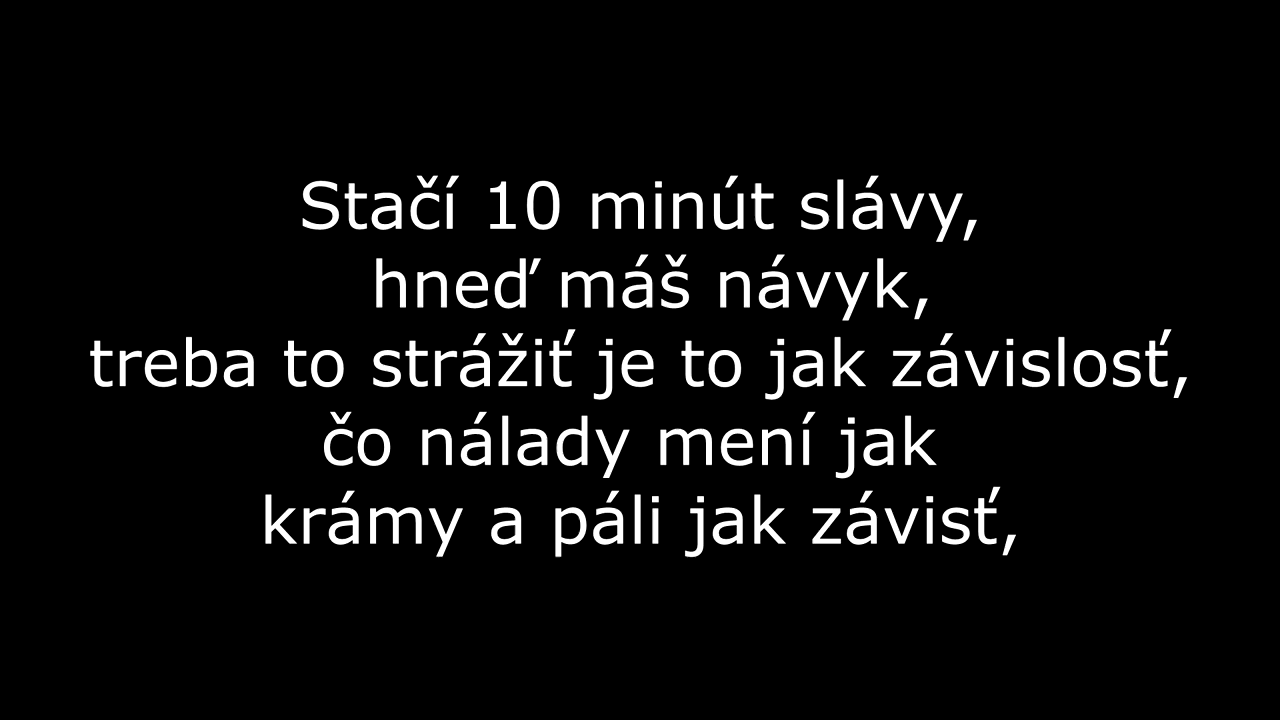 Stačí 10 minút slávy,
hneď máš návyk,
treba to strážiť je to jak závislosť,
čo nálady mení jak
krámy a páli jak závisť,